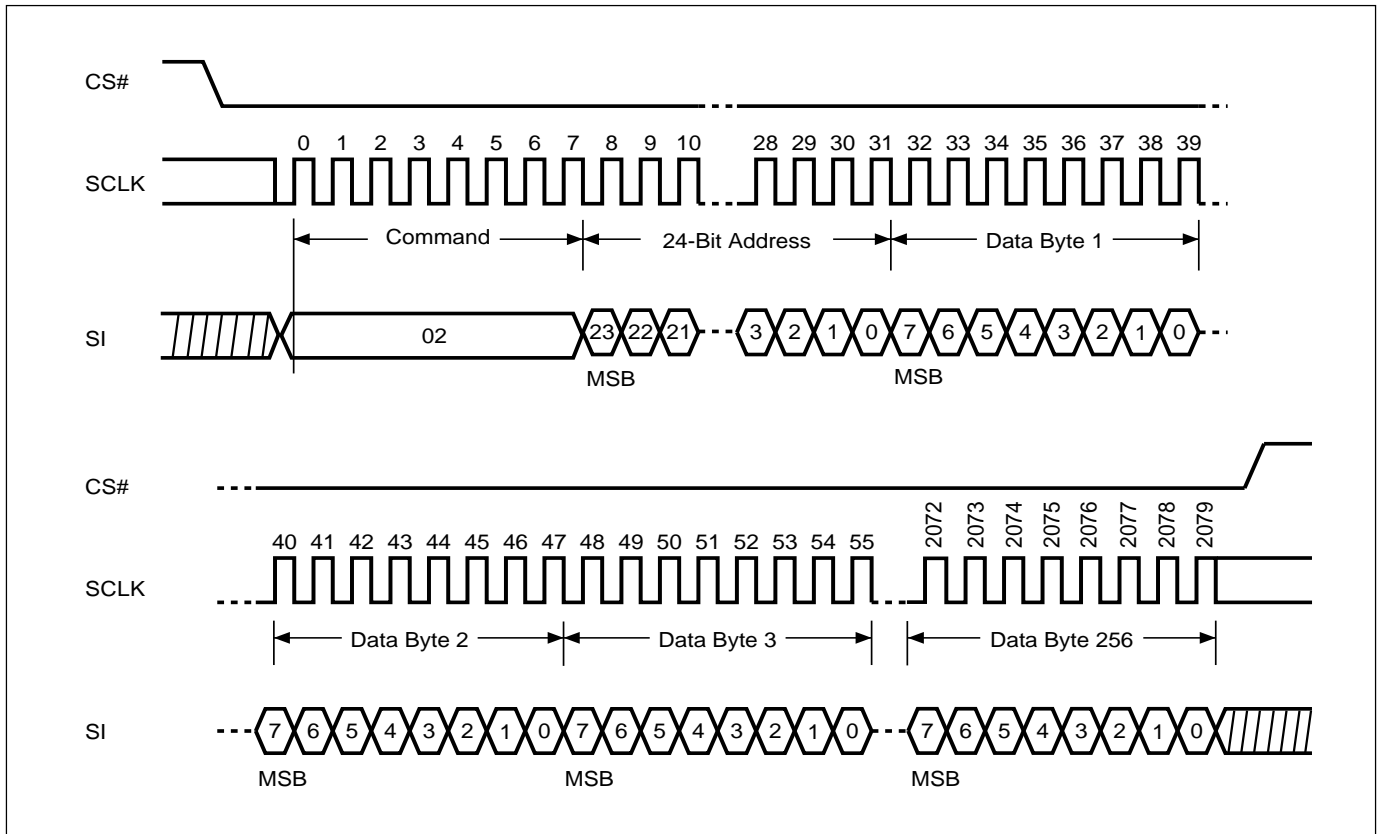 CS#
0 1 2 3 4 5 6 7 8 9 10 28 29 30 31 32 33 34 35 36 37 38 39
SCLK
Command 24-Bit Address Data Byte 1
SI 02 23 22 21 3 2 1 0 7 6 5 4 3 2 1 0
MSB MSB
CS#
2072 2073 2074 2075 2076 2077 2078 2079
40 41 42 43 44 45 46 47 48 49 50 51 52 53 54 55
SCLK
Data Byte 2 Data Byte 3 Data Byte 256
SI 7 6 5 4 3 2 1 0 7 6 5 4 3 2 1 0 7 6 5 4 3 2 1 0
MSB MSB MSB